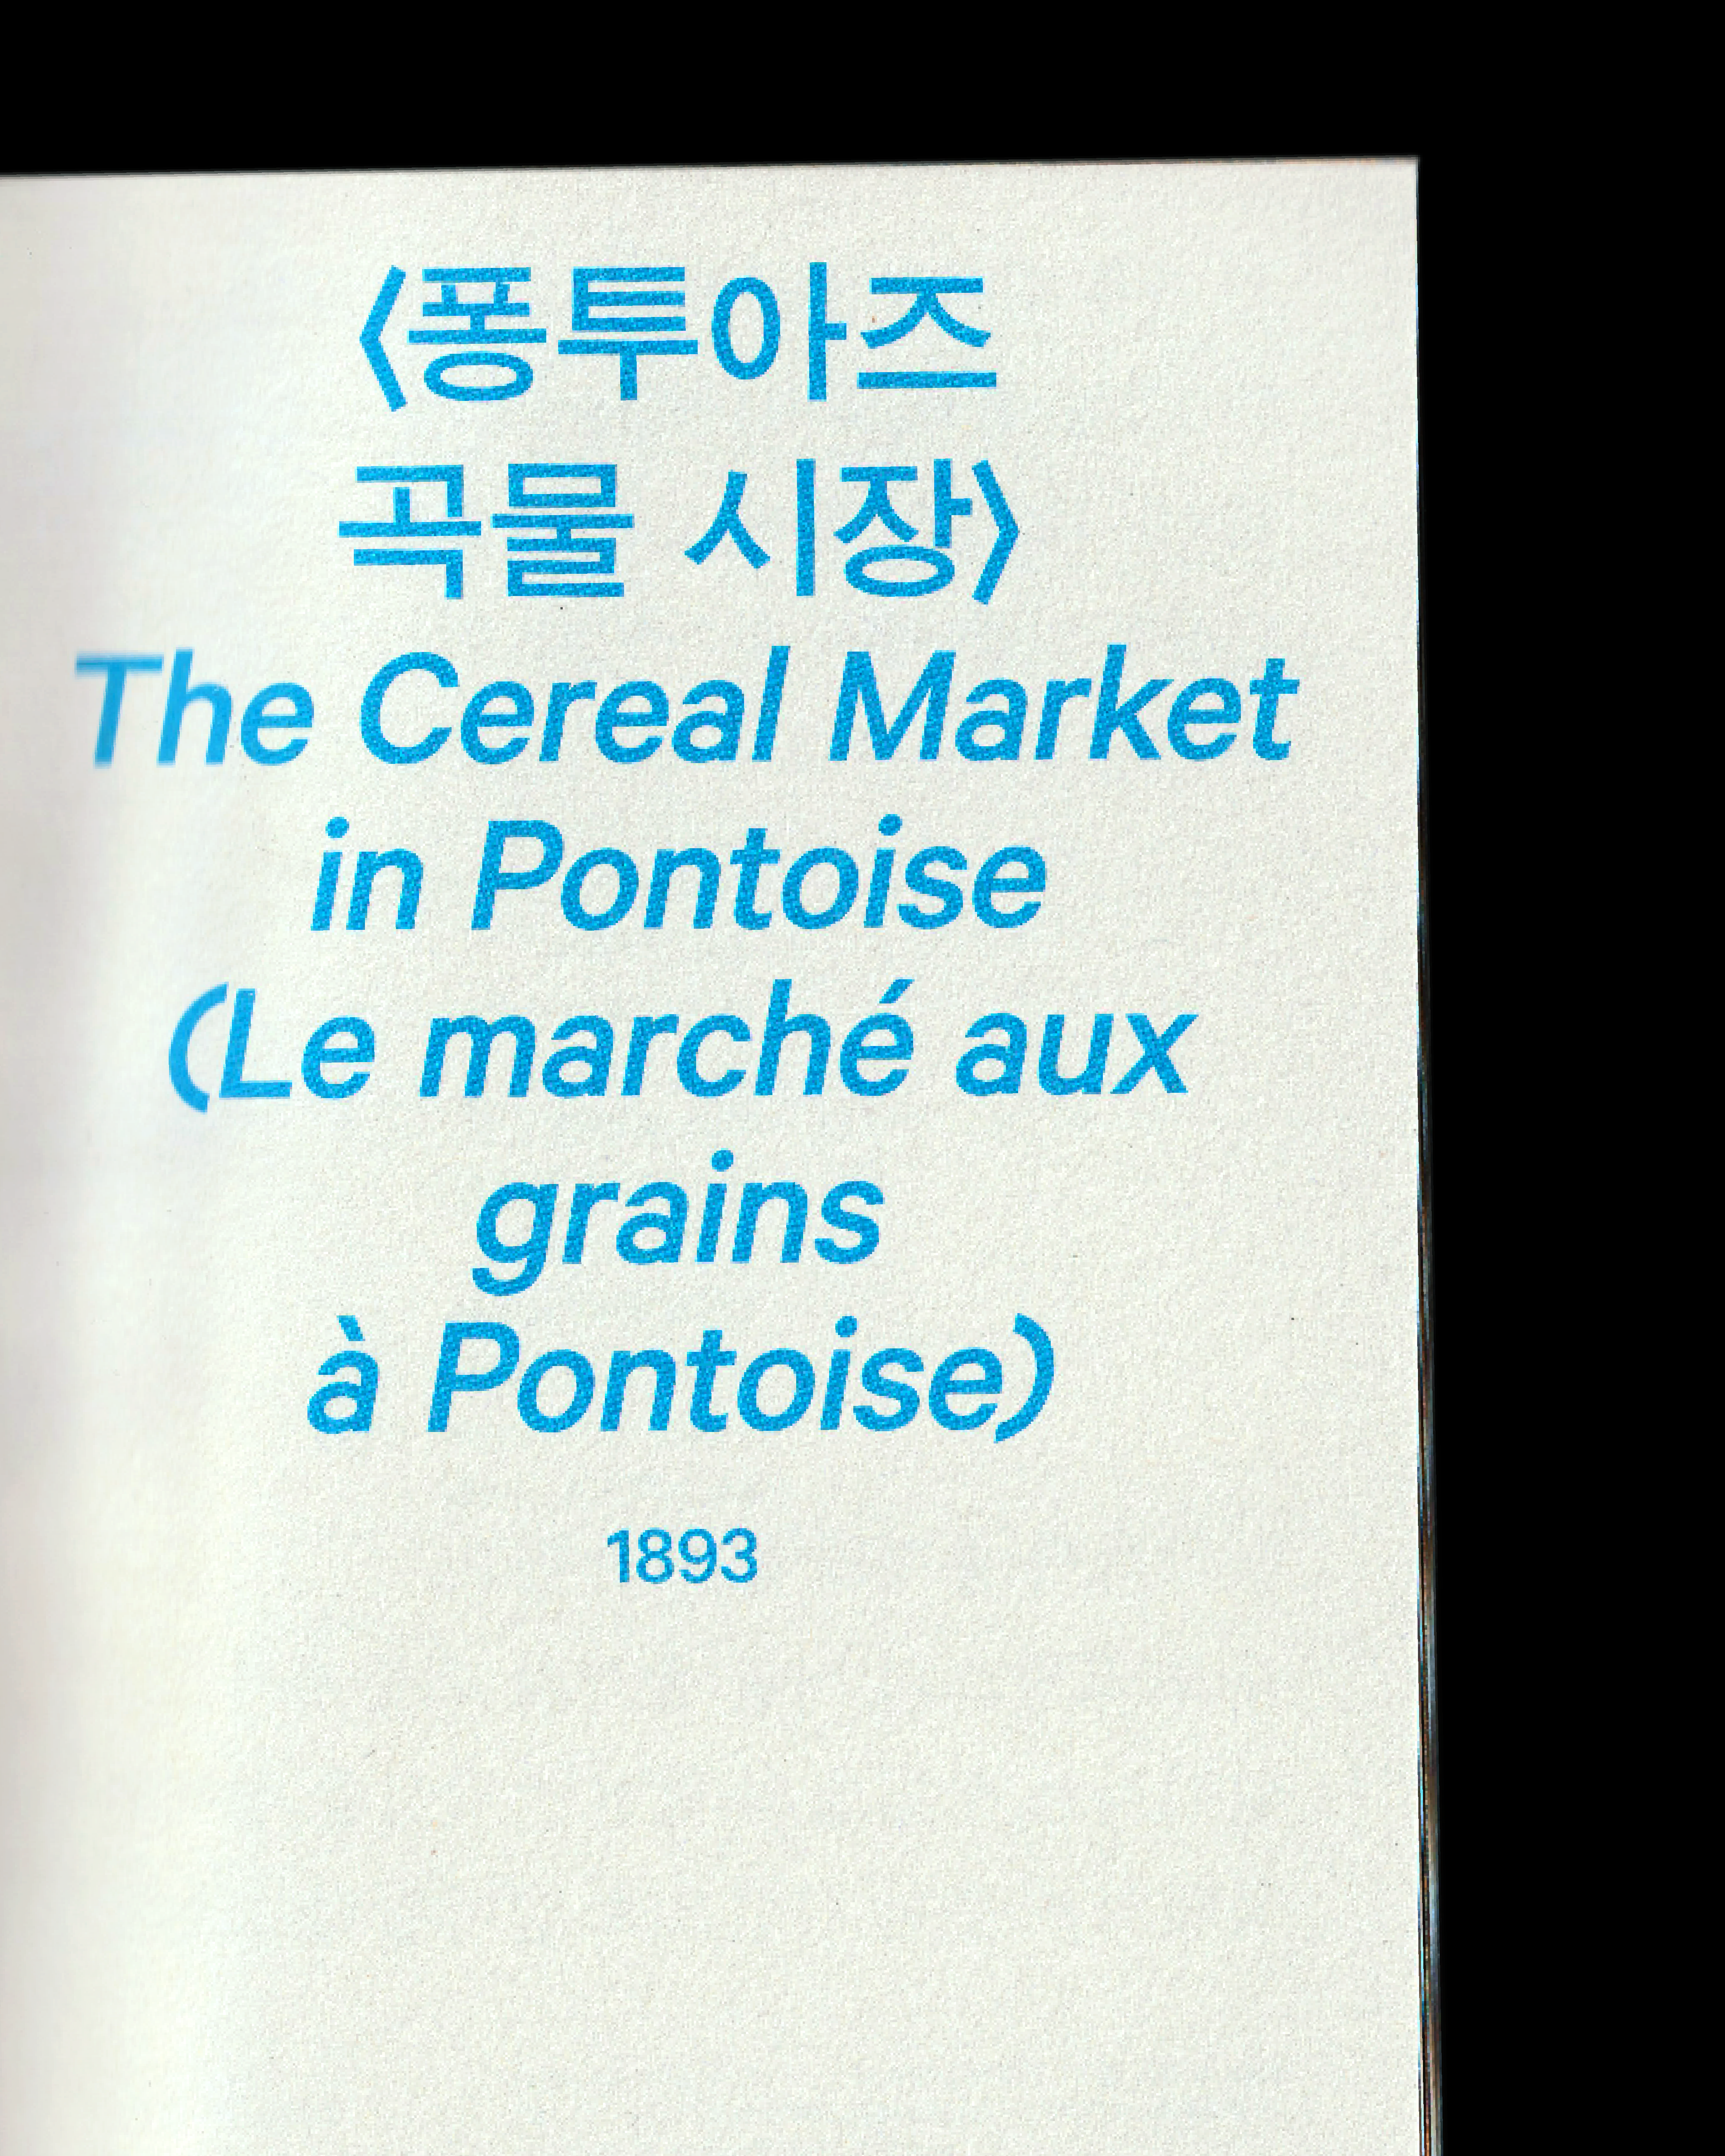 〈퐁투아즈
곡물 시장〉
The Cereal Market
in Pontoise
(Le marché aux
grains
à Pontoise)
1893